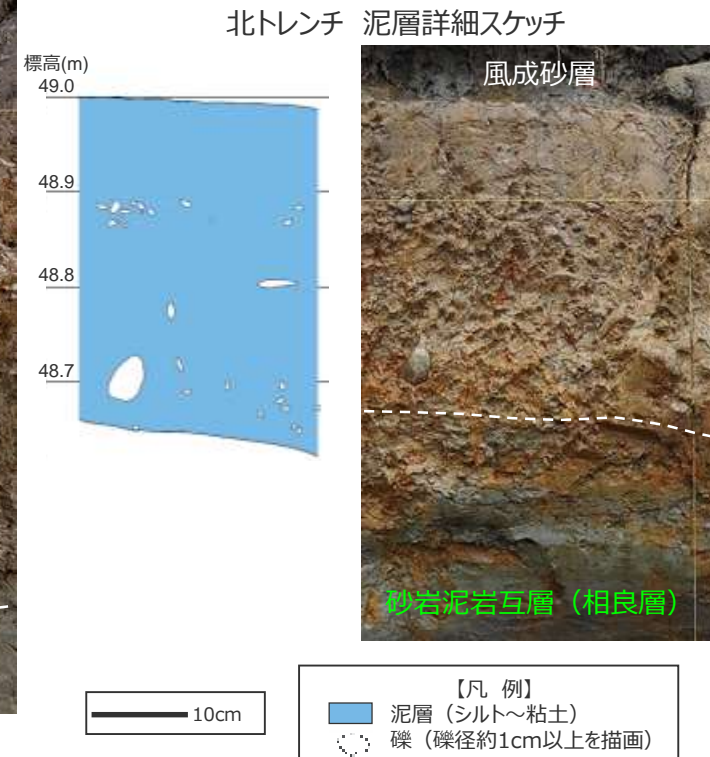 北トレンチ 泥層詳細スケッチ
標高(m)
49.0
48.9
48.8
48.7
風成砂層
砂岩泥岩互層（相良層）
10cm
【凡 例】
泥層（シルト～粘土）
礫（礫径約1cm以上を描画）